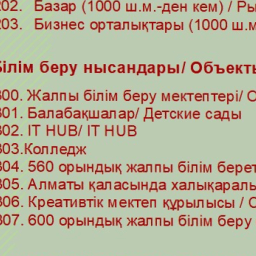 02. Базар (1000 ш.м.-ден кем) / Ры
203. Бизнес орталықтары (1000 ш.м
Білім беру нысандары/ Объекты
300. Жалпы білім беру мектептері/ О
301. Балабақшалар/ Детские сады
302. IT HUB/ IT HUB
303.Колледж
304. 560 орындық жалпы білім берет
305. Алматы қаласында халықаралы
306. Креативтік мектеп құрылысы / С
307. 600 орындық жалпы білім беру